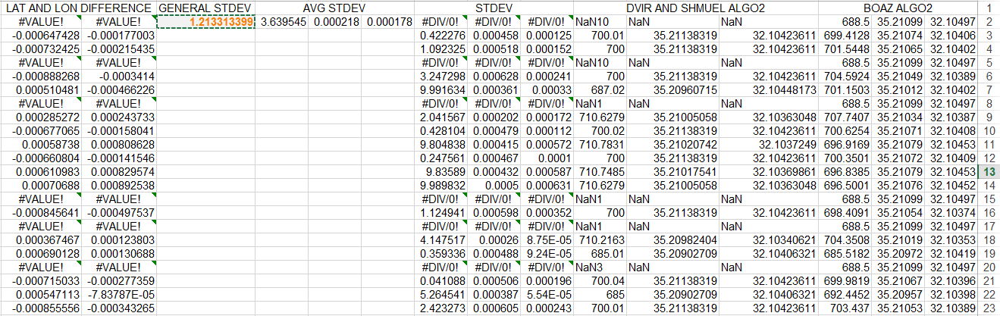 LAT AND LON DIFFERENCE GENERAL STDEV AVG STDEV STDEV DVIR AND SHMUEL ALGO2 BOAZ ALGO2 1
#VALUE! #VALUE! 1.213313399 3.639545 0.000218 0.000178 #DIV/0! #DIV/0! #DIV/0! NaN10 NaN NaN 688.5 35.21099 32.10497 2
-0.000647428 -0.000177003 0.422276 0.000458 0.000125 700.01 35.21138319 32.10423611 699.4128 35.21074 32.10406 3
-0.000732425 -0.000215435 1.092325 0.000518 0.000152 700 35.21138319 32.10423611 701.5448 35.21065 32.10402 4
#VALUE! #VALUE! #DIV/0! #DIV/0! #DIV/0! NaN10 NaN NaN 688.5 35.21099 32.10497 5
-0.000888268 -0.0003414 3.247298 0.000628 0.000241 700 35.21138319 32.10423611 704.5924 35.21049 32.10389 6
0.000510481 -0.000466226 9.991634 0.000361 0.00033 687.02 35.20960715 32.10448173 701.1503 35.21012 32.10402 7
#VALUE! #VALUE! #DIV/0! #DIV/0! #DIV/0! NaN1 NaN NaN 688.5 35.21099 32.10497 8
0.000285272 0.000243733 2.041567 0.000202 0.000172 710.6279 35.21005058 32.10363048 707.7407 35.21034 32.10387 9
-0.000677065 -0.000158041 0.428104 0.000479 0.000112 700.02 35.21138319 32.10423611 700.6254 35.21071 32.10408 10
0.00058738 0.000808628 9.804838 0.000415 0.000572 710.7831 35.21020742 32.1037249 696.9169 35.21079 32.10453 11
-0.000660804 -0.000141546 0.247561 0.000467 0.0001 700 35.21138319 32.10423611 700.3501 35.21072 32.10409 12
0.000610983 0.000829574 9.83589 0.000432 0.000587 710.7485 35.21017541 32.10369861 696.8385 35.21079 32.10453 13
0.00070688 0.000892538 9.989832 0.0005 0.000631 710.6279 35.21005058 32.10363048 696.5001 35.21076 32.10452 14
#VALUE! #VALUE! #DIV/0! #DIV/0! #DIV/0! NaN1 NaN NaN 688.5 35.21099 32.10497 15
-0.000845641 -0.000497537 1.124941 0.000598 0.000352 700 35.21138319 32.10423611 698.4091 35.21054 32.10374 16
#VALUE! #VALUE! #DIV/0! #DIV/0! #DIV/0! NaN1 NaN NaN 688.5 35.21099 32.10497 17
0.000367467 0.000123803 4.147517 0.00026 8.75E-05 710.2163 35.20982404 32.10340621 704.3508 35.21019 32.10353 18
0.000690128 0.000130688 0.359336 0.000488 9.24E-05 685.01 35.20902709 32.10406321 685.5182 35.20972 32.10419 19
#VALUE! #VALUE! #DIV/0! #DIV/0! #DIV/0! NaN3 NaN NaN 688.5 35.21099 32.10497 20
-0.000715033 -0.000277359 0.041088 0.000506 0.000196 700.04 35.21138319 32.10423611 699.9819 35.21067 32.10396 21
0.000547113 -7.83787E-05 5.264541 0.000387 5.54E-05 685 35.20902709 32.10406321 692.4452 35.20957 32.10398 22
-0.000855556 -0.000343265 2.423273 0.000605 0.000243 700.01 35.21138319 32.10423611 703.437 35.21053 32.10389 23